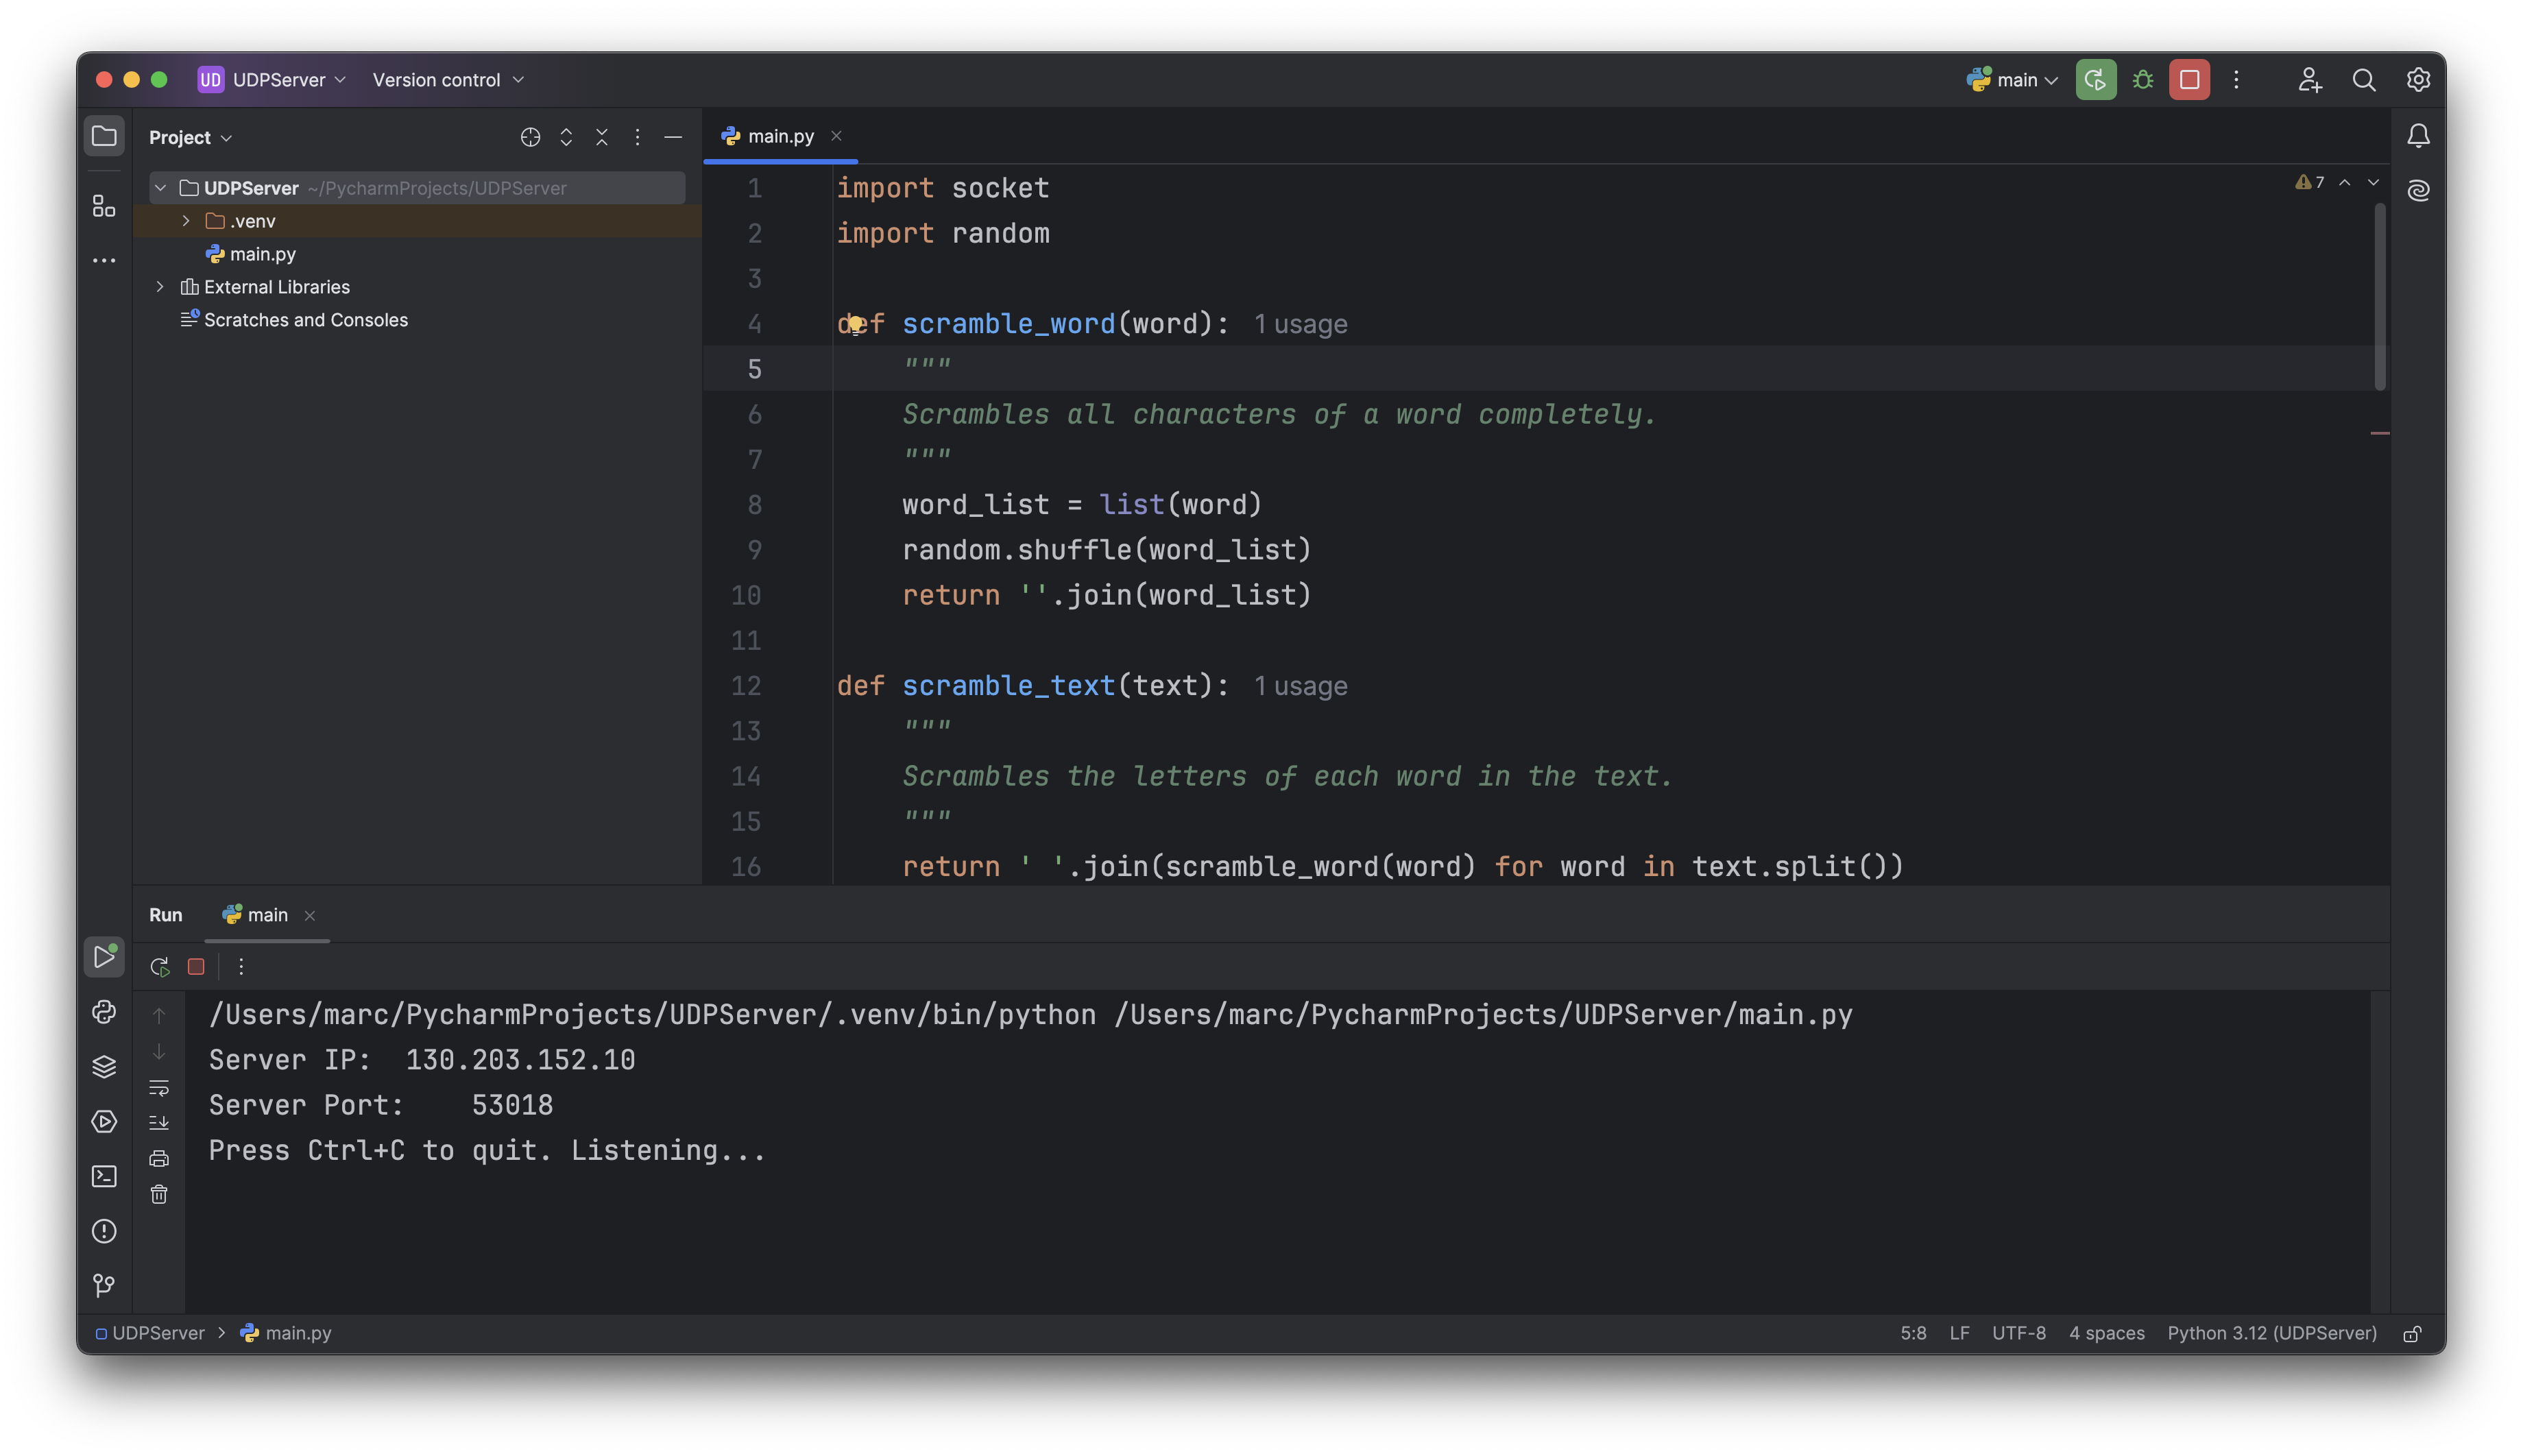 UD UDPServer Version control main
Project
UDPServer ~/PycharmProjects/UDPServer
.venv
main.py
External Libraries
Scratches and Consoles
main.py
7
1 import socket
2 import random
3
4 def scramble_word(word): 1 usage
5 """
6 Scrambles all characters of a word completely.
7 """
8 word_list = list(word)
9 random.shuffle(word_list)
10 return ''.join(word_list)
11
12 def scramble_text(text): 1 usage
13 """
14 Scrambles the letters of each word in the text.
15 """
16 return ' '.join(scramble_word(word) for word in text.split())
Run main
/Users/marc/PycharmProjects/UDPServer/.venv/bin/python /Users/marc/PycharmProjects/UDPServer/main.py
Server IP: 130.203.152.10
Server Port: 53018
Press Ctrl+C to quit. Listening...
UDPServer > main.py 5:8 LF UTF-8 4 spaces Python 3.12 (UDPServer)